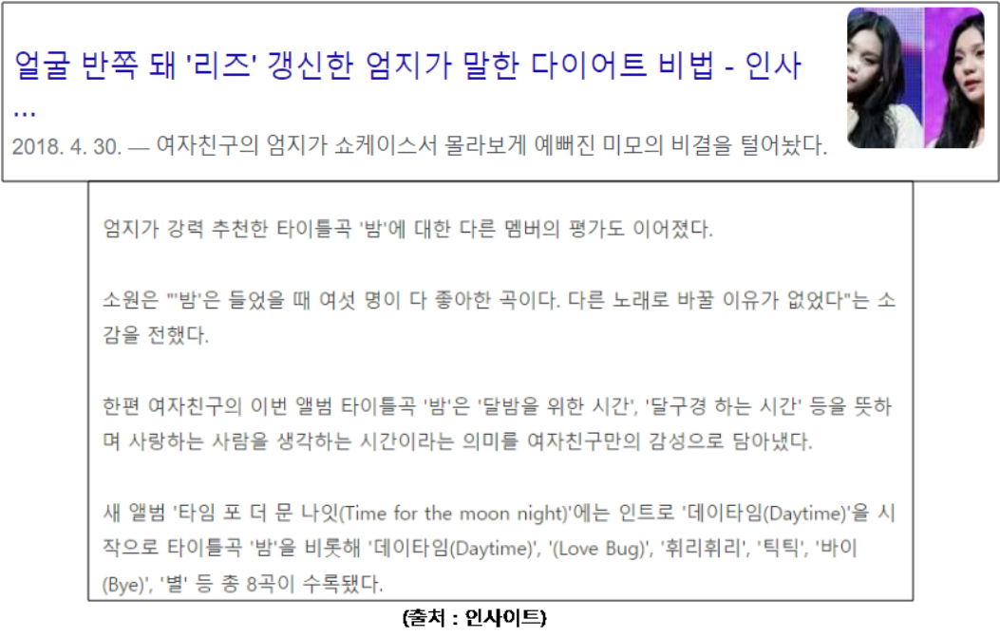 얼굴 반쪽 돼 '리즈' 갱신한 엄지가 말한 다이어트 비법 - 인사
...
2018. 4. 30. — 여자친구의 엄지가 쇼케이스서 몰라보게 예뻐진 미모의 비결을 털어놨다.
엄지가 강력 추천한 타이틀곡 '밤'에 대한 다른 멤버의 평가도 이어졌다.
소원은 "'밤'은 들었을 때 여섯 명이 다 좋아한 곡이다. 다른 노래로 바꿀 이유가 없었다"는 소
감을 전했다.
한편 여자친구의 이번 앨범 타이틀곡 '밤'은 '달밤을 위한 시간', '달구경 하는 시간' 등을 뜻하
며 사랑하는 사람을 생각하는 시간이라는 의미를 여자친구만의 감성으로 담아냈다.
새 앨범 '타임 포 더 문 나잇(Time for the moon night)'에는 인트로 '데이타임(Daytime)'을 시
작으로 타이틀곡 '밤'을 비롯해 '데이타임(Daytime)', '(Love Bug)', '휘리휘리', '틱틱', '바이
(Bye)', '별' 등 총 8곡이 수록됐다.
(출처 : 인사이트)